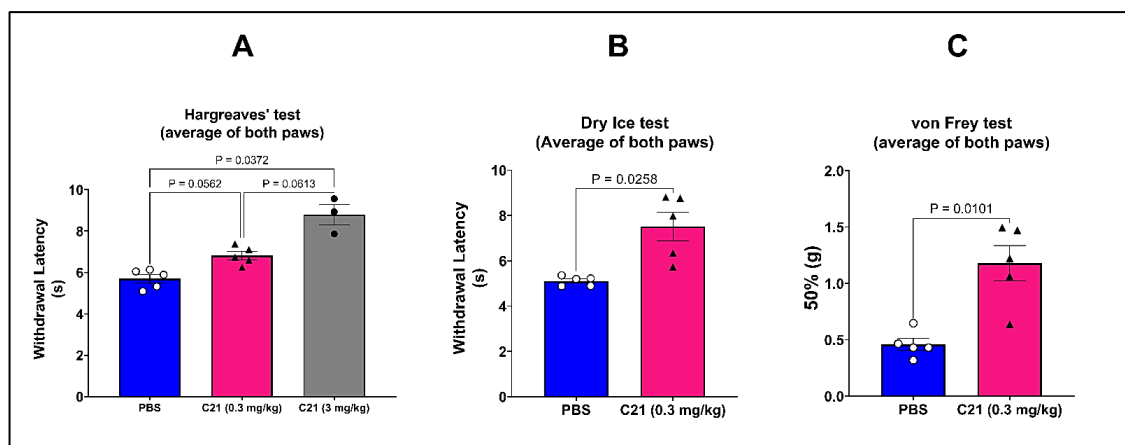 A
Hargreaves' test
(average of both paws)
P = 0.0372
P = 0.0562
P = 0.0613
10
8
6
4
2
0
Withdrawal Latency
(s)
PBS
C21 (0.3 mg/kg)
C21 (3 mg/kg)
B
Dry Ice test
(Average of both paws)
P = 0.0258
10
8
6
4
2
0
Withdrawal Latency
(s)
PBS
C21 (0.3 mg/kg)
C
von Frey test
(average of both paws)
P = 0.0101
2.0
1.5
1.0
0.5
0.0
50% (g)
PBS
C21 (0.3 mg/kg)